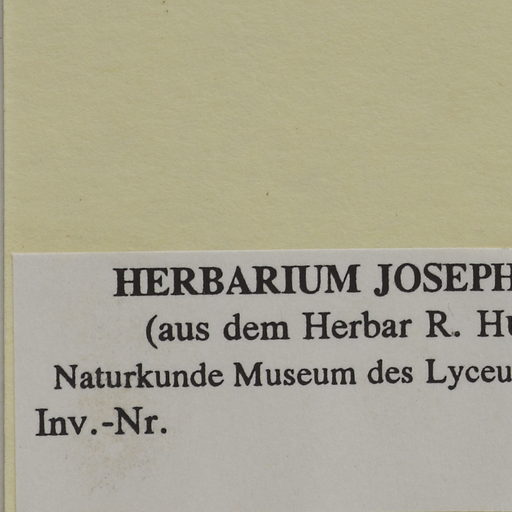 HERBARIUM JOSEPH
(aus dem Herbar R. Hu
Naturkunde Museum des Lyceu
Inv.-Nr.